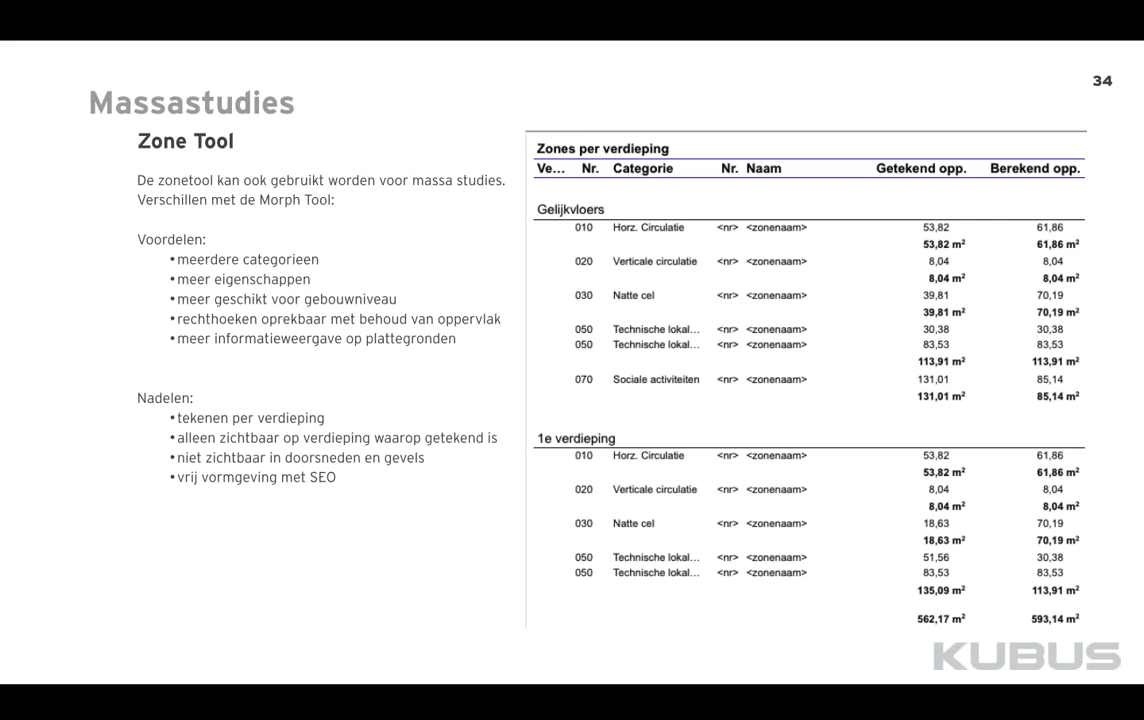 34
Massastudies
Zone Tool
De zonetool kan ook gebruikt worden voor massa studies.
Verschillen met de Morph Tool:
Voordelen:
•meerdere categorieen
•meer eigenschappen
•meer geschikt voor gebouwniveau
•rechthoeken oprekbaar met behoud van oppervlak
•meer informatieweergave op plattegronden
Nadelen:
•tekenen per verdieping
•alleen zichtbaar op verdieping waarop getekend is
•niet zichtbaar in doorsneden en gevels
•vrij vormgeving met SEO
Zones per verdieping
Ve... Nr. Categorie Nr. Naam Getekend opp. Berekend opp.
Gelijkvloers
010 Horz. Circulatie <nr> <zonenaam> 53,82 61,86
53,82 m² 61,86 m²
020 Verticale circulatie <nr> <zonenaam> 8,04 8,04
8,04 m² 8,04 m²
030 Natte cel <nr> <zonenaam> 39,81 70,19
39,81 m² 70,19 m²
050 Technische lokal... <nr> <zonenaam> 30,38 30,38
050 Technische lokal... <nr> <zonenaam> 83,53 83,53
113,91 m² 113,91 m²
070 Sociale activiteiten <nr> <zonenaam> 131,01 85,14
131,01 m² 85,14 m²
1e verdieping
010 Horz. Circulatie <nr> <zonenaam> 53,82 61,86
53,82 m² 61,86 m²
020 Verticale circulatie <nr> <zonenaam> 8,04 8,04
8,04 m² 8,04 m²
030 Natte cel <nr> <zonenaam> 18,63 70,19
18,63 m² 70,19 m²
050 Technische lokal... <nr> <zonenaam> 51,56 30,38
050 Technische lokal... <nr> <zonenaam> 83,53 83,53
135,09 m² 113,91 m²
562,17 m² 593,14 m²
KUBUS